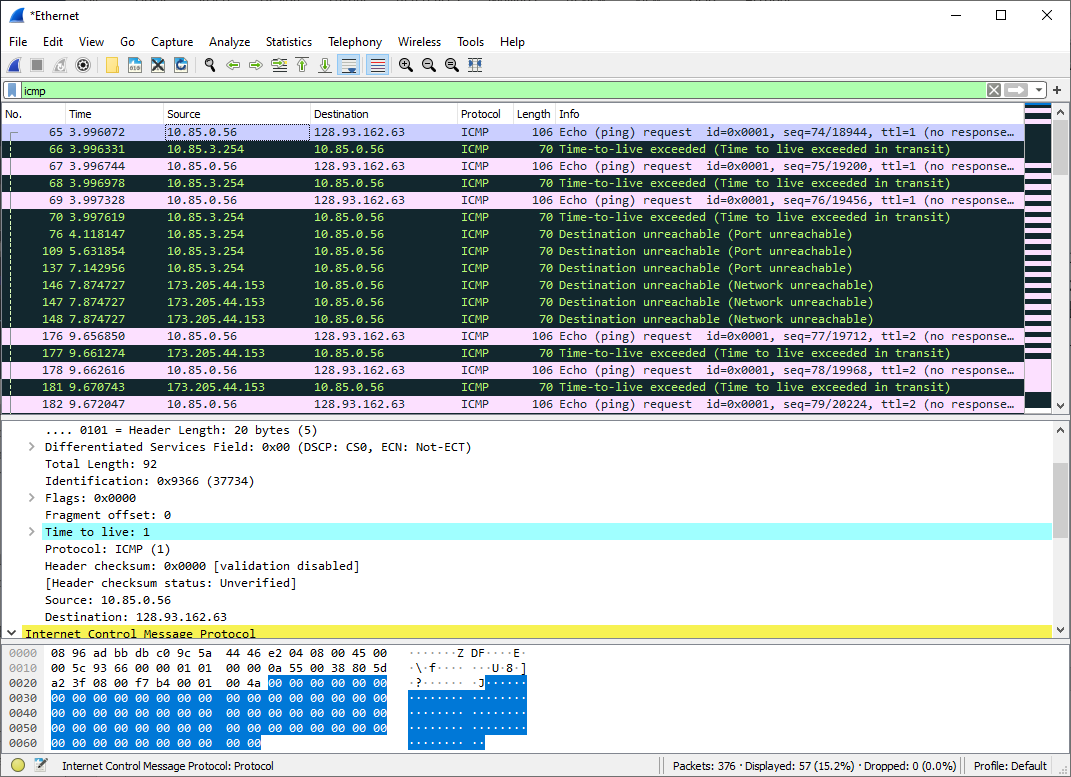 *Ethernet
File Edit View Go Capture Analyze Statistics Telephony Wireless Tools Help
icmp
No. Time Source Destination Protocol Length Info
65 3.996072 10.85.0.56 128.93.162.63 ICMP 106 Echo (ping) request id=0x0001, seq=74/18944, ttl=1 (no response…
66 3.996331 10.85.3.254 10.85.0.56 ICMP 70 Time-to-live exceeded (Time to live exceeded in transit)
67 3.996744 10.85.0.56 128.93.162.63 ICMP 106 Echo (ping) request id=0x0001, seq=75/19200, ttl=1 (no response…
68 3.996978 10.85.3.254 10.85.0.56 ICMP 70 Time-to-live exceeded (Time to live exceeded in transit)
69 3.997328 10.85.0.56 128.93.162.63 ICMP 106 Echo (ping) request id=0x0001, seq=76/19456, ttl=1 (no response…
70 3.997619 10.85.3.254 10.85.0.56 ICMP 70 Time-to-live exceeded (Time to live exceeded in transit)
76 4.118147 10.85.3.254 10.85.0.56 ICMP 70 Destination unreachable (Port unreachable)
109 5.631854 10.85.3.254 10.85.0.56 ICMP 70 Destination unreachable (Port unreachable)
137 7.142956 10.85.3.254 10.85.0.56 ICMP 70 Destination unreachable (Port unreachable)
146 7.874727 173.205.44.153 10.85.0.56 ICMP 70 Destination unreachable (Network unreachable)
147 7.874727 173.205.44.153 10.85.0.56 ICMP 70 Destination unreachable (Network unreachable)
148 7.874727 173.205.44.153 10.85.0.56 ICMP 70 Destination unreachable (Network unreachable)
176 9.656850 10.85.0.56 128.93.162.63 ICMP 106 Echo (ping) request id=0x0001, seq=77/19712, ttl=2 (no response…
177 9.661274 173.205.44.153 10.85.0.56 ICMP 70 Time-to-live exceeded (Time to live exceeded in transit)
178 9.662616 10.85.0.56 128.93.162.63 ICMP 106 Echo (ping) request id=0x0001, seq=78/19968, ttl=2 (no response…
181 9.670743 173.205.44.153 10.85.0.56 ICMP 70 Time-to-live exceeded (Time to live exceeded in transit)
182 9.672047 10.85.0.56 128.93.162.63 ICMP 106 Echo (ping) request id=0x0001, seq=79/20224, ttl=2 (no response…
.... 0101 = Header Length: 20 bytes (5)
Differentiated Services Field: 0x00 (DSCP: CS0, ECN: Not-ECT)
Total Length: 92
Identification: 0x9366 (37734)
Flags: 0x0000
Fragment offset: 0
Time to live: 1
Protocol: ICMP (1)
Header checksum: 0x0000 [validation disabled]
[Header checksum status: Unverified]
Source: 10.85.0.56
Destination: 128.93.162.63
Internet Control Message Protocol
0000 08 96 ad bb db c0 9c 5a 44 46 e2 04 08 00 45 00 ·······Z DF····E·
0010 00 5c 93 66 00 00 01 01 00 00 0a 55 00 38 80 5d ·\·f···· ···U·8·]
0020 a2 3f 08 00 f7 b4 00 01 00 4a 00 00 00 00 00 00 ·?······ ·J······
0030 00 00 00 00 00 00 00 00 00 00 00 00 00 00 00 00 ········ ········
0040 00 00 00 00 00 00 00 00 00 00 00 00 00 00 00 00 ········ ········
0050 00 00 00 00 00 00 00 00 00 00 00 00 00 00 00 00 ········ ········
0060 00 00 00 00 00 00 00 00 00 00 ········ ··
Internet Control Message Protocol: Protocol Packets: 376 · Displayed: 57 (15.2%) · Dropped: 0 (0.0%) Profile: Default